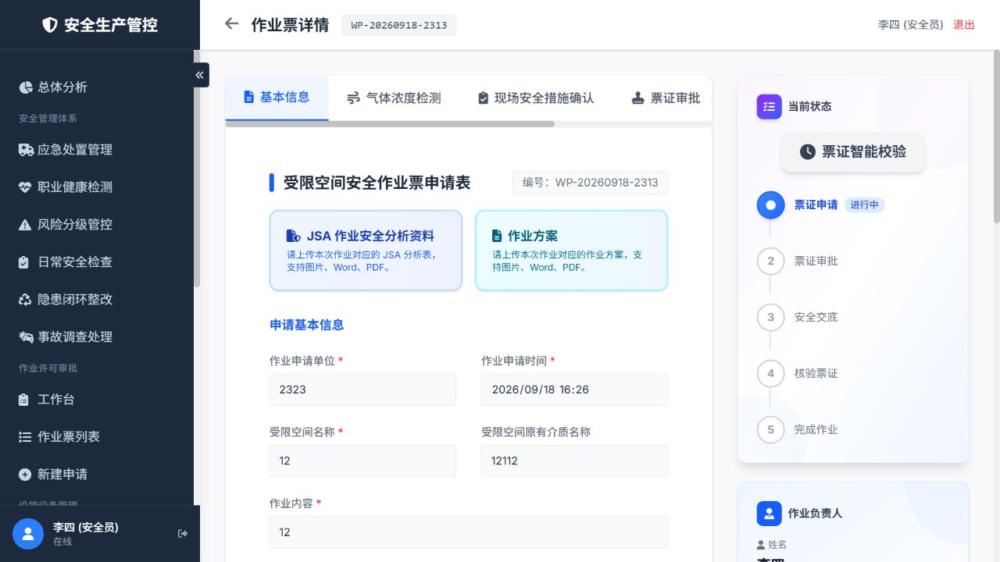 安全生产管控
总体分析
安全管理体系
应急处置管理
职业健康检测
风险分级管控
日常安全检查
隐患闭环整改
事故调查处理
作业许可审批
工作台
作业票列表
新建申请
李四 (安全员)
在线
作业票详情
WP-20260918-2313
李四 (安全员)
退出
基本信息
气体浓度检测
现场安全措施确认
票证审批
受限空间安全作业票申请表
编号：WP-20260918-2313
JSA 作业安全分析资料
请上传本次作业对应的 JSA 分析表，
支持图片、Word、PDF。
作业方案
请上传本次作业对应的作业方案，支
持图片、Word、PDF。
申请基本信息
作业申请单位 *
2323
作业申请时间 *
2026/09/18 16:26
受限空间名称 *
12
受限空间原有介质名称
12112
作业内容 *
12
当前状态
票证智能校验
票证申请
进行中
2
票证审批
3
安全交底
4
核验票证
5
完成作业
作业负责人
姓名